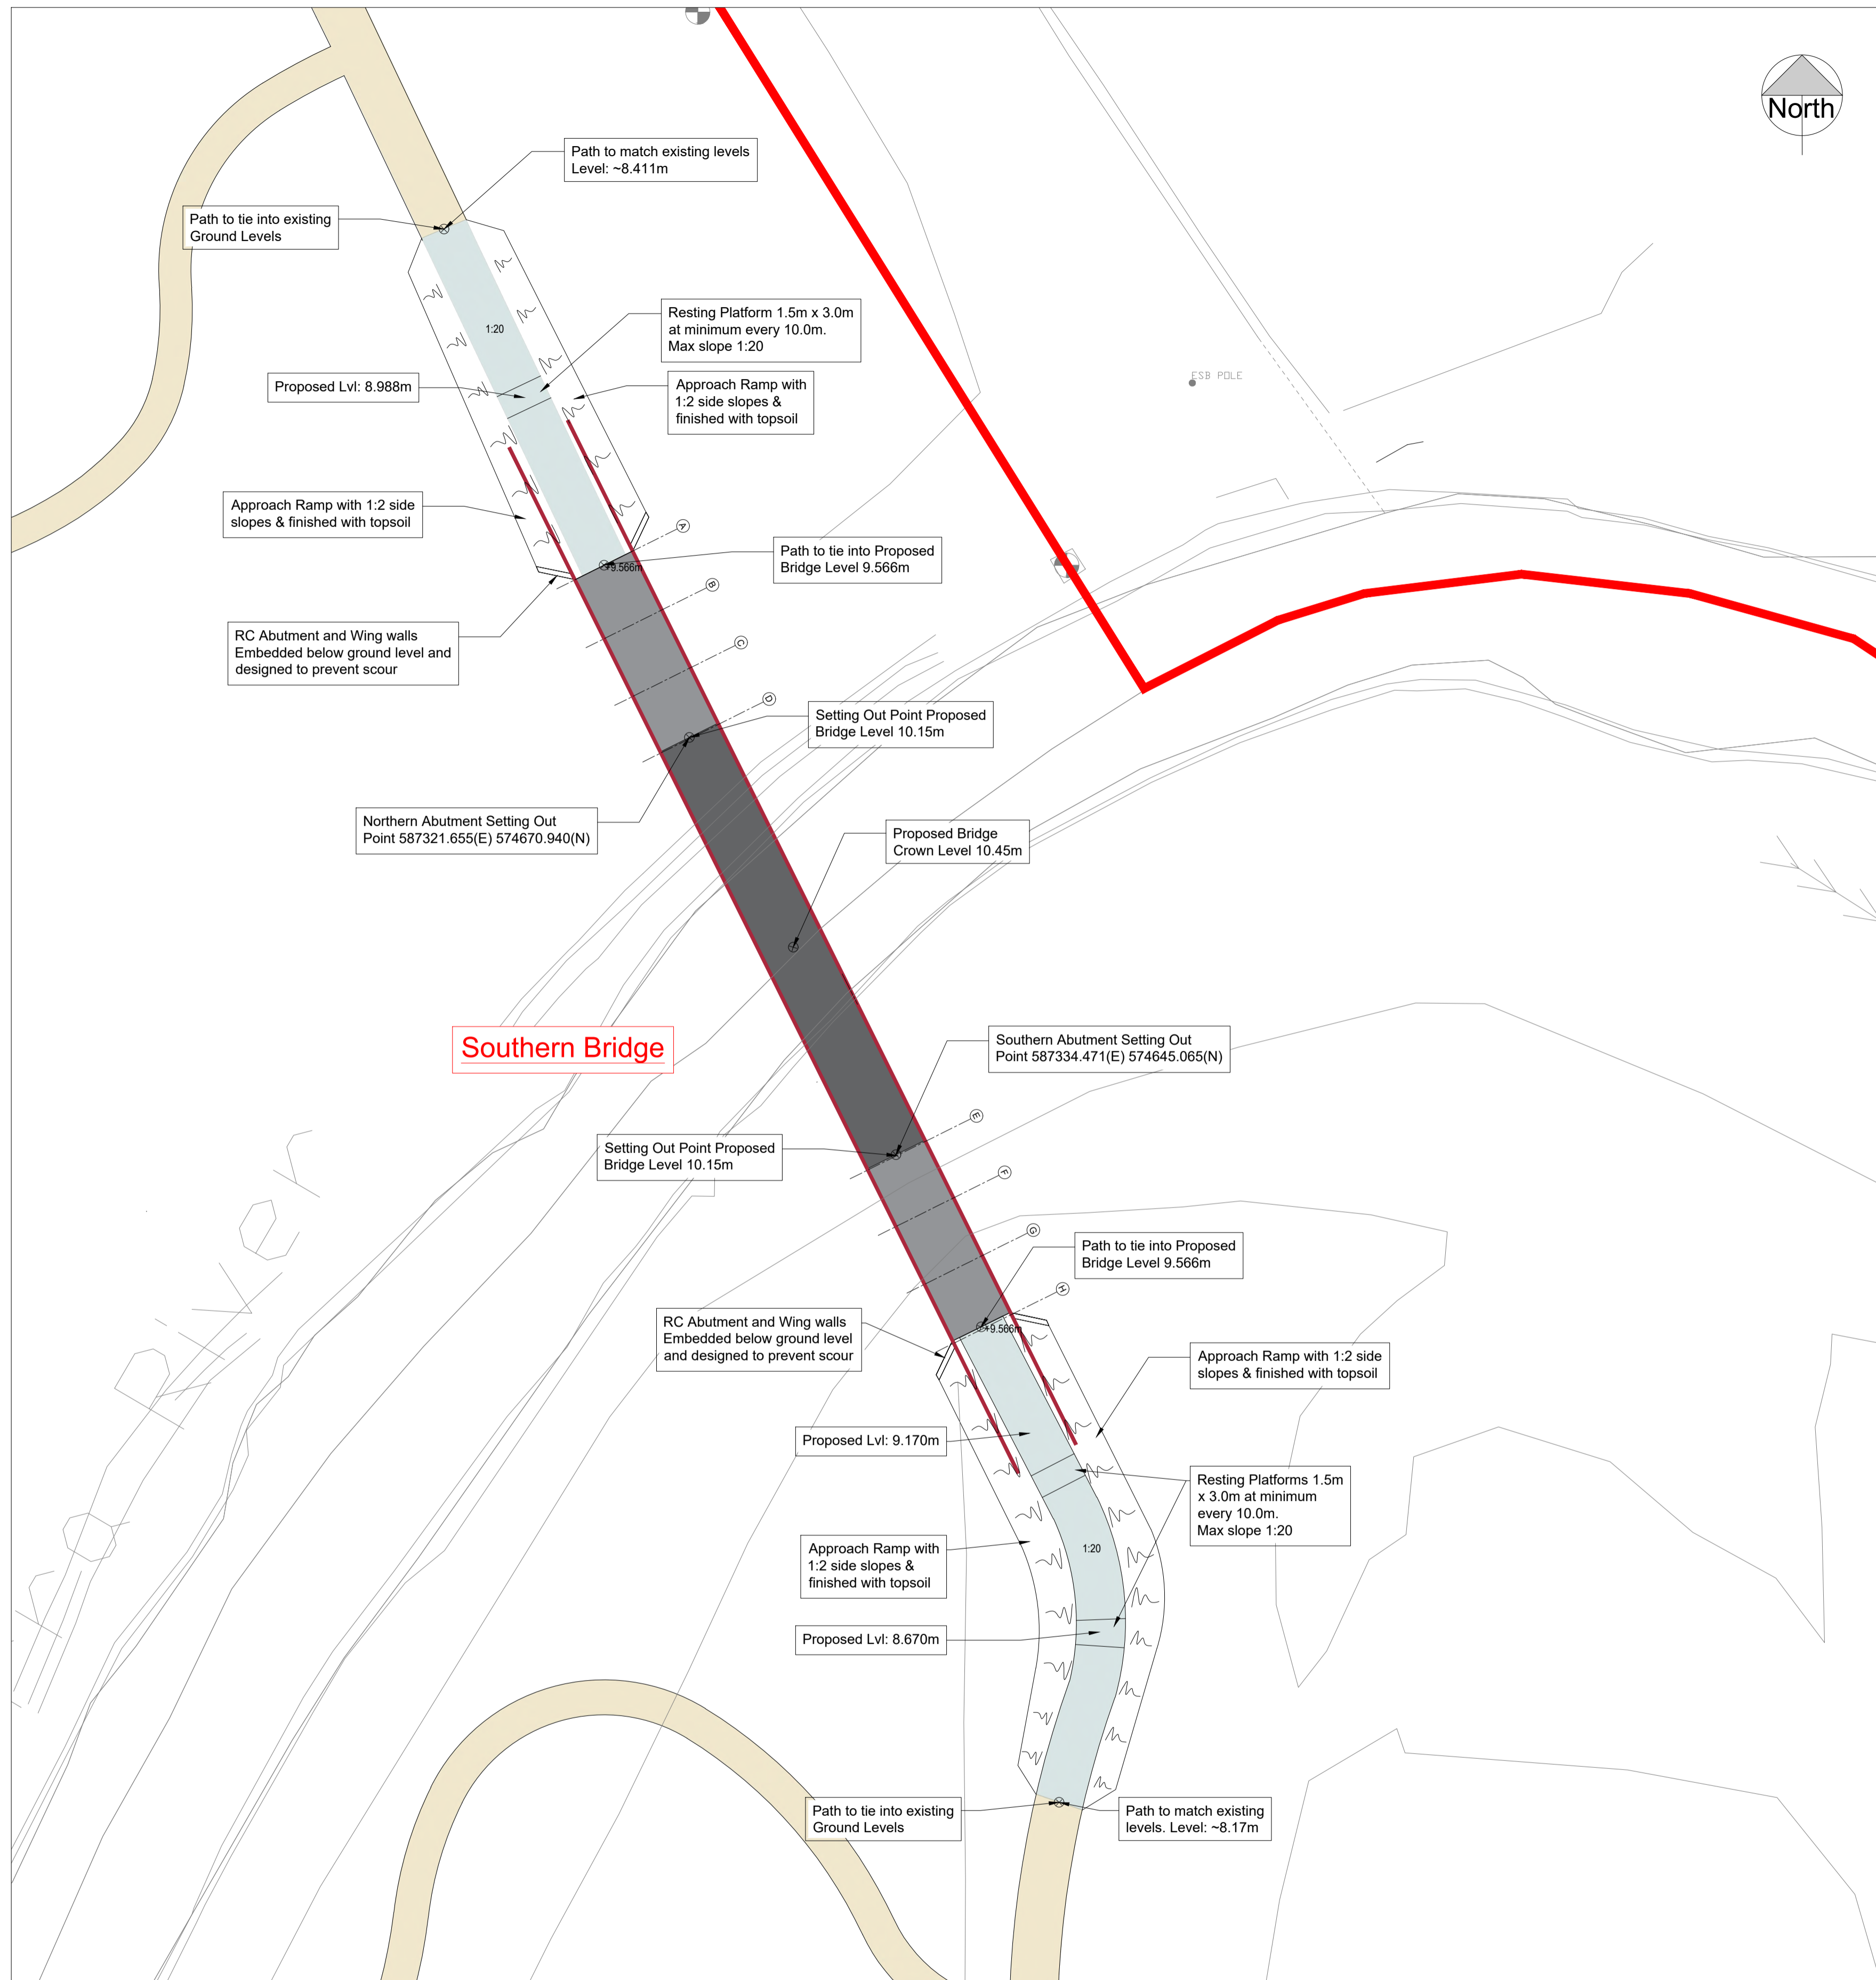 North
Path to match existing levels
Level: ~8.411m
Path to tie into existing
Ground Levels
1:20
Resting Platform 1.5m x 3.0m
at minimum every 10.0m.
Max slope 1:20
Proposed Lvl: 8.988m
Approach Ramp with
1:2 side slopes &
finished with topsoil
ESB POLE
Approach Ramp with 1:2 side
slopes & finished with topsoil
A
Path to tie into Proposed
Bridge Level 9.566m
+9.566m
B
RC Abutment and Wing walls
Embedded below ground level and
designed to prevent scour
C
D
Setting Out Point Proposed
Bridge Level 10.15m
Northern Abutment Setting Out
Point 587321.655(E) 574670.940(N)
Proposed Bridge
Crown Level 10.45m
Southern Bridge
Southern Abutment Setting Out
Point 587334.471(E) 574645.065(N)
E
Setting Out Point Proposed
Bridge Level 10.15m
F
G
Path to tie into Proposed
Bridge Level 9.566m
H
+9.566m
RC Abutment and Wing walls
Embedded below ground level
and designed to prevent scour
Approach Ramp with 1:2 side
slopes & finished with topsoil
Proposed Lvl: 9.170m
Resting Platforms 1.5m
x 3.0m at minimum
every 10.0m.
Max slope 1:20
Approach Ramp with
1:2 side slopes &
finished with topsoil
1:20
Proposed Lvl: 8.670m
Path to tie into existing
Ground Levels
Path to match existing
levels. Level: ~8.17m